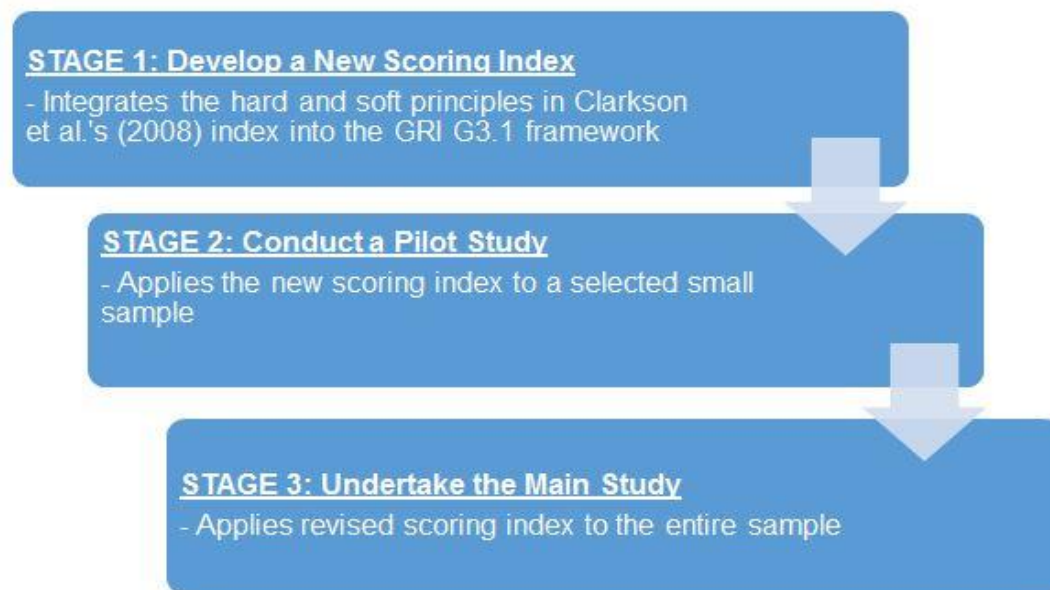 STAGE 1: Develop a New Scoring Index
- Integrates the hard and soft principles in Clarkson
et al.'s (2008) index into the GRI G3.1 framework
STAGE 2: Conduct a Pilot Study
- Applies the new scoring index to a selected small
sample
STAGE 3: Undertake the Main Study
- Applies revised scoring index to the entire sample